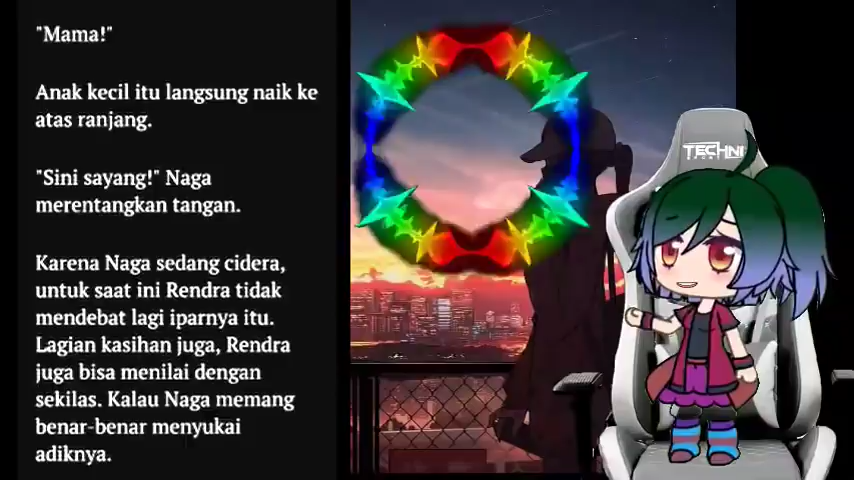 "Mama!"
Anak kecil itu langsung naik ke
atas ranjang.
"Sini sayang!" Naga
merentangkan tangan.
Karena Naga sedang cidera,
untuk saat ini Rendra tidak
mendebat lagi iparnya itu.
Lagian kasihan juga, Rendra
juga bisa menilai dengan
sekilas. Kalau Naga memang
benar-benar menyukai
adiknya.
TECHNI
SPORT